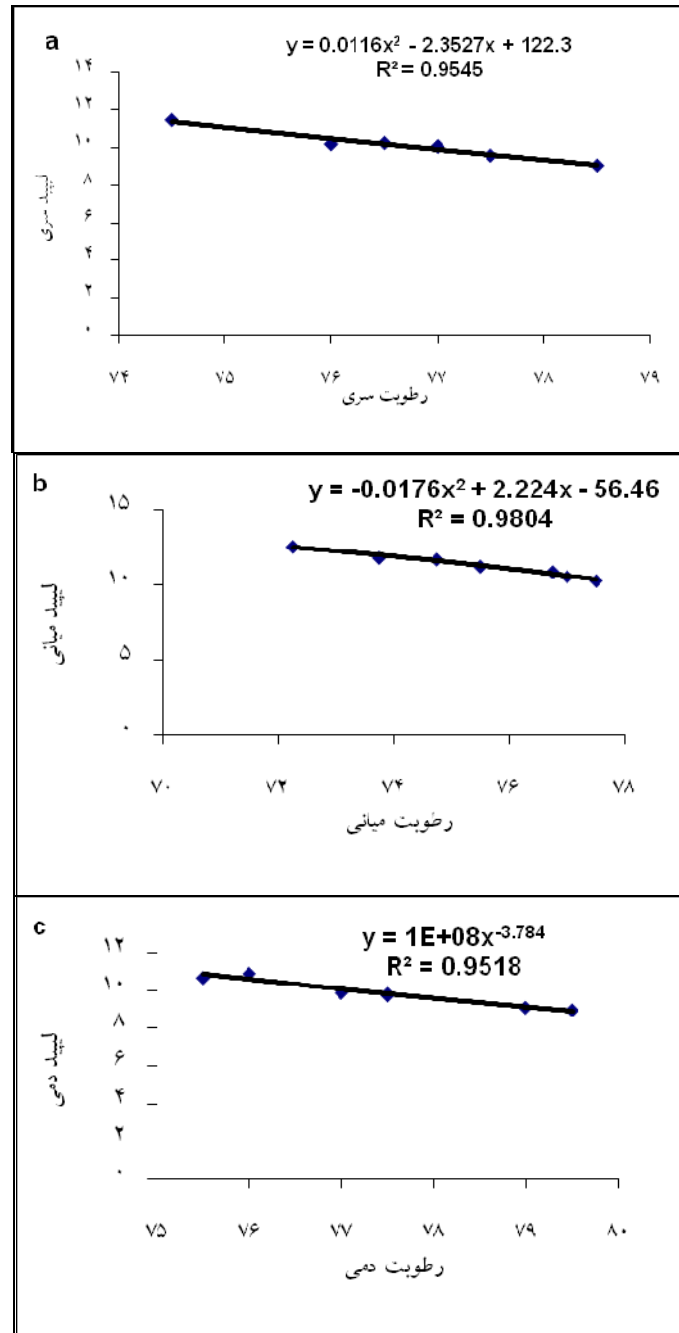 a
y = 0.0116x² - 2.3527x + 122.3
R² = 0.9545
۱۴
۱۲
۱۰
۸
۶
۴
۲
۰
لیپید سری
۷۴ ۷۵ ۷۶ ۷۷ ۷۸ ۷۹
رطوبت سری
b
y = -0.0176x² + 2.224x - 56.46
R² = 0.9804
۱۵
۱۰
۵
۰
لیپید میانی
۷۰ ۷۲ ۷۴ ۷۶ ۷۸
رطوبت میانی
c
y = 1E+08x⁻³·⁷⁸⁴
R² = 0.9518
۱۲
۱۰
۸
۶
۴
۲
۰
لیپید دمی
۷۵ ۷۶ ۷۷ ۷۸ ۷۹ ۸۰
رطوبت دمی